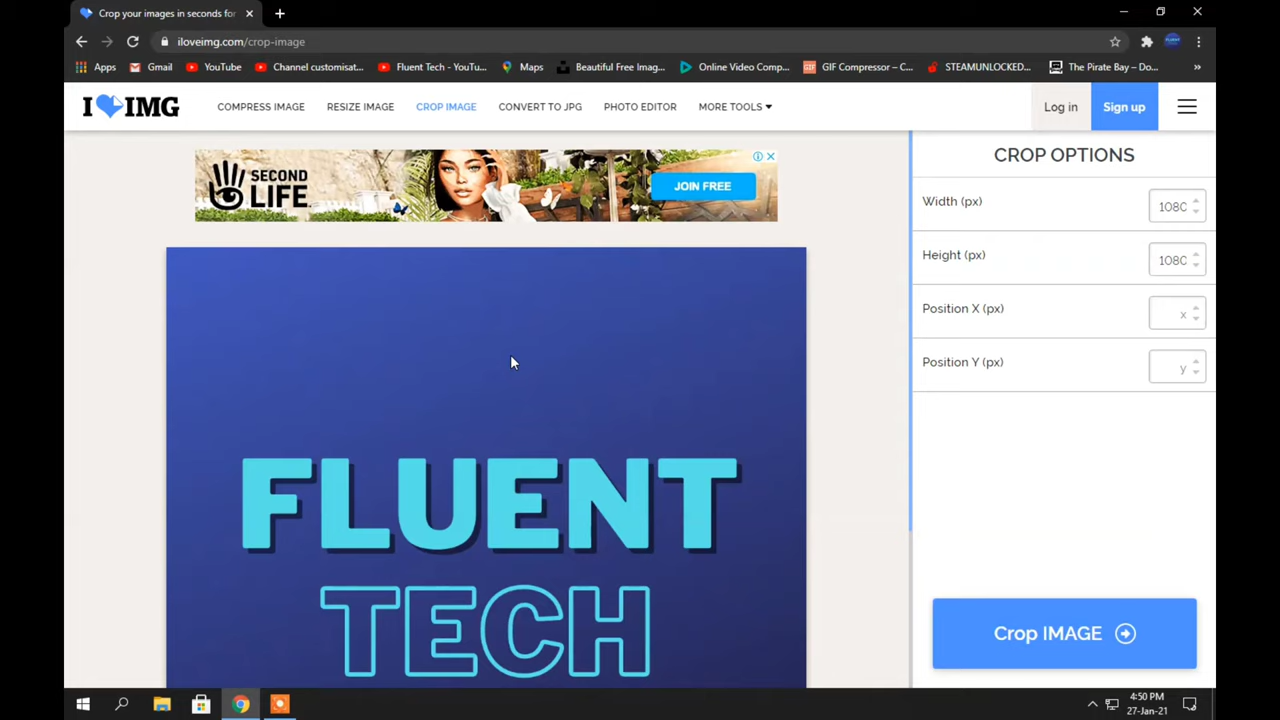 Crop your images in seconds for
iloveimg.com/crop-image
Apps Gmail YouTube Channel customisat... Fluent Tech - YouTu... Maps Beautiful Free Imag... Online Video Comp... GIF Compressor – C... STEAMUNLOCKED... The Pirate Bay – Do... »
I IMG COMPRESS IMAGE RESIZE IMAGE CROP IMAGE CONVERT TO JPG PHOTO EDITOR MORE TOOLS Log in Sign up
CROP OPTIONS
SECOND
LIFE
JOIN FREE
Width (px) 1080
Height (px) 1080
Position X (px) x
Position Y (px) y
FLUENT
TECH
Crop IMAGE
4:50 PM
27-Jan-21